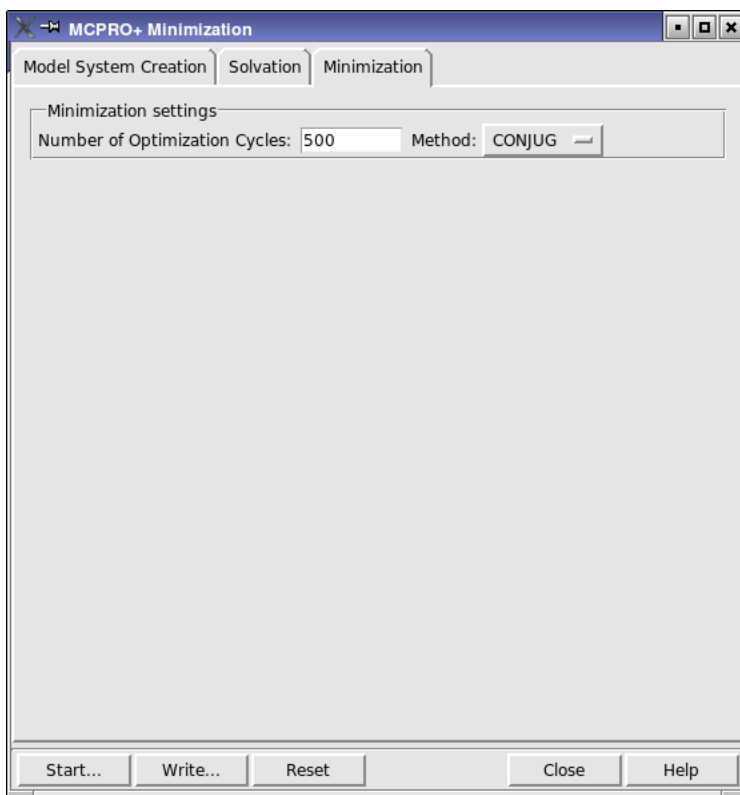 MCPRO+ Minimization
Model System Creation Solvation Minimization
Minimization settings
Number of Optimization Cycles: 500 Method: CONJUG
Start... Write... Reset Close Help